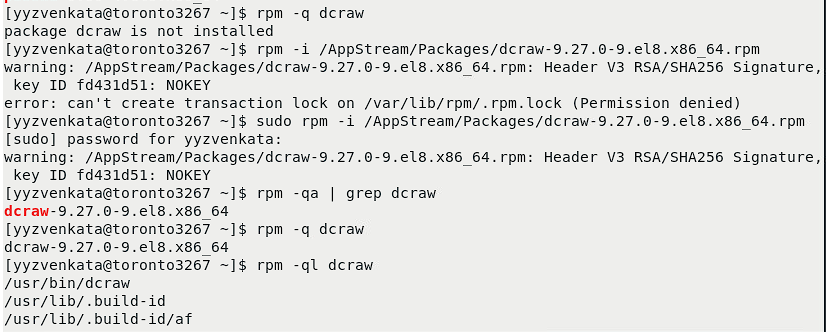 [yyzvenkata@toronto3267 ~]$ rpm -q dcraw
package dcraw is not installed
[yyzvenkata@toronto3267 ~]$ rpm -i /AppStream/Packages/dcraw-9.27.0-9.el8.x86_64.rpm
warning: /AppStream/Packages/dcraw-9.27.0-9.el8.x86_64.rpm: Header V3 RSA/SHA256 Signature,
 key ID fd431d51: NOKEY
error: can't create transaction lock on /var/lib/rpm/.rpm.lock (Permission denied)
[yyzvenkata@toronto3267 ~]$ sudo rpm -i /AppStream/Packages/dcraw-9.27.0-9.el8.x86_64.rpm
[sudo] password for yyzvenkata:
warning: /AppStream/Packages/dcraw-9.27.0-9.el8.x86_64.rpm: Header V3 RSA/SHA256 Signature,
 key ID fd431d51: NOKEY
[yyzvenkata@toronto3267 ~]$ rpm -qa | grep dcraw
dcraw-9.27.0-9.el8.x86_64
[yyzvenkata@toronto3267 ~]$ rpm -q dcraw
dcraw-9.27.0-9.el8.x86_64
[yyzvenkata@toronto3267 ~]$ rpm -ql dcraw
/usr/bin/dcraw
/usr/lib/.build-id
/usr/lib/.build-id/af